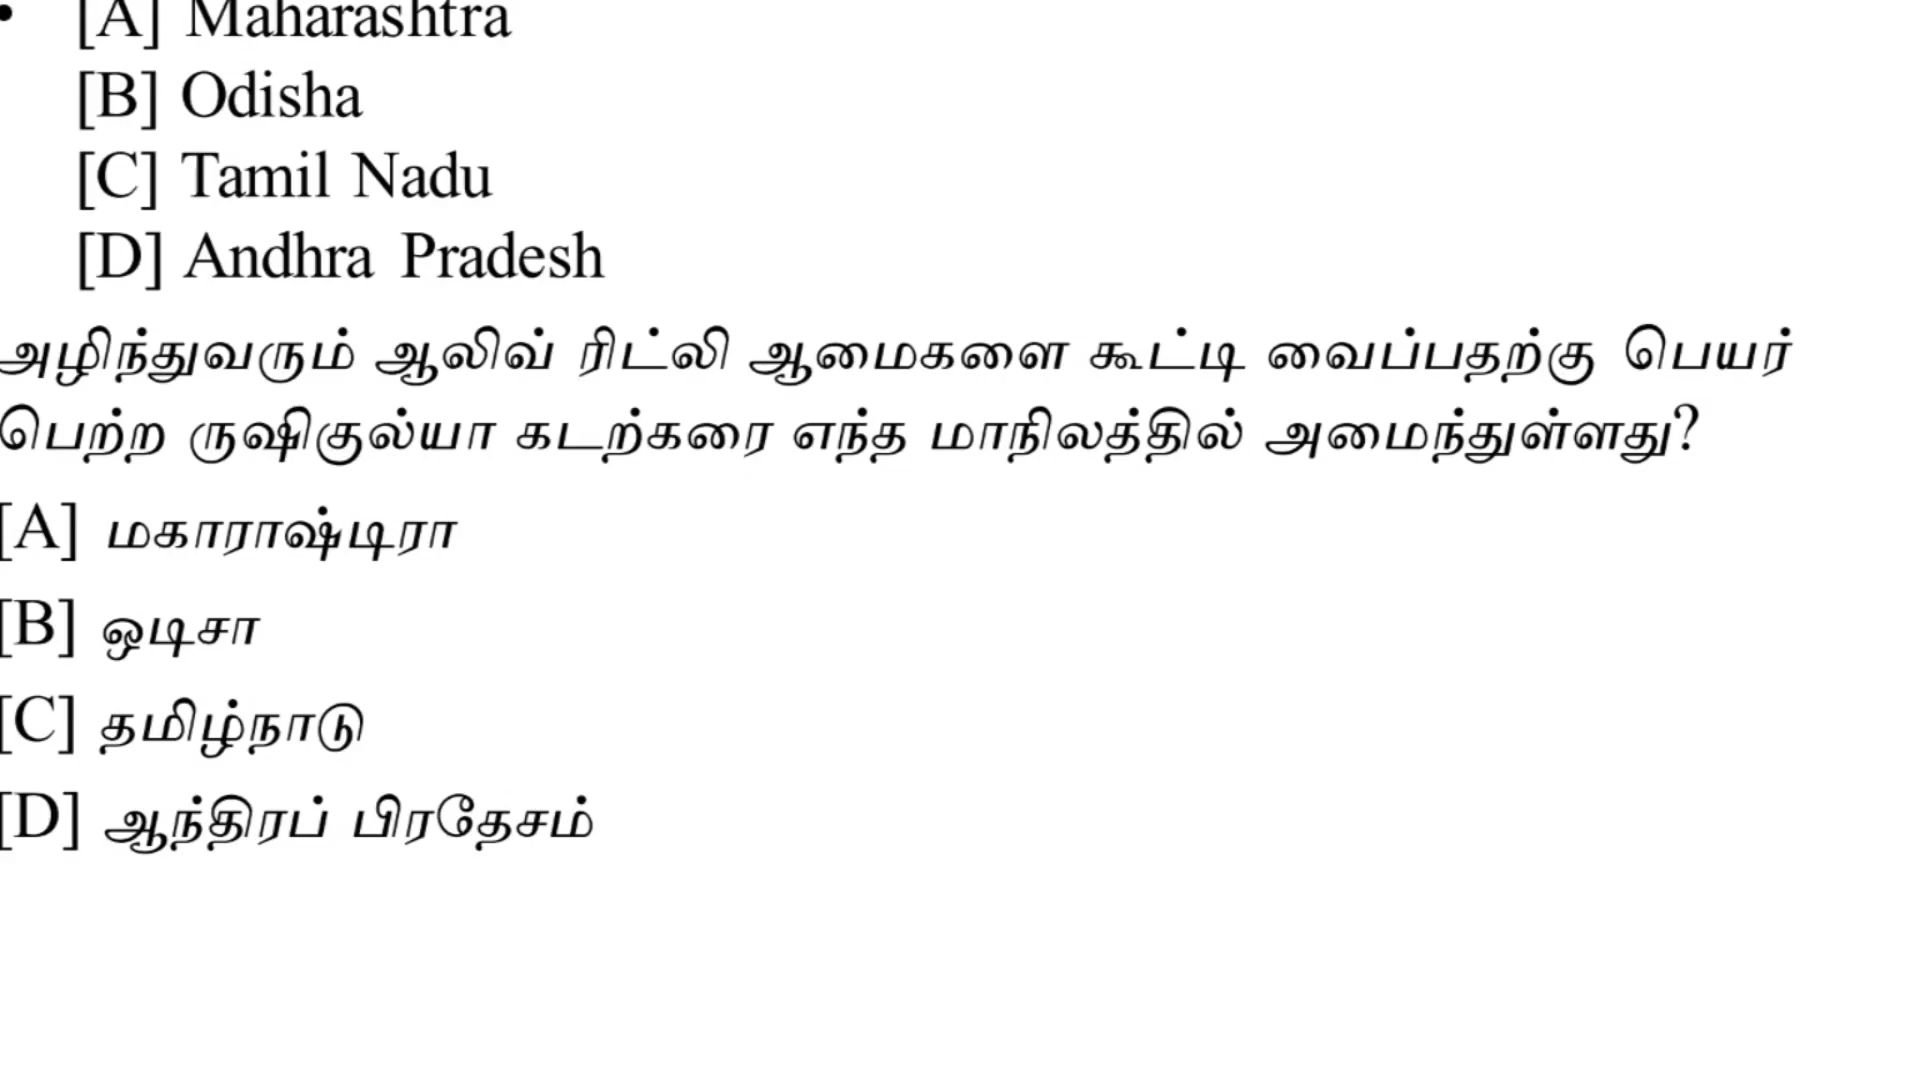 • [A] Maharashtra
[B] Odisha
[C] Tamil Nadu
[D] Andhra Pradesh
அழிந்துவரும் ஆலிவ் ரிட்லி ஆமைகளை கூட்டி வைப்பதற்கு பெயர்
பெற்ற ருஷிகுல்யா கடற்கரை எந்த மாநிலத்தில் அமைந்துள்ளது?
[A] மகாராஷ்டிரா
[B] ஒடிசா
[C] தமிழ்நாடு
[D] ஆந்திரப் பிரதேசம்